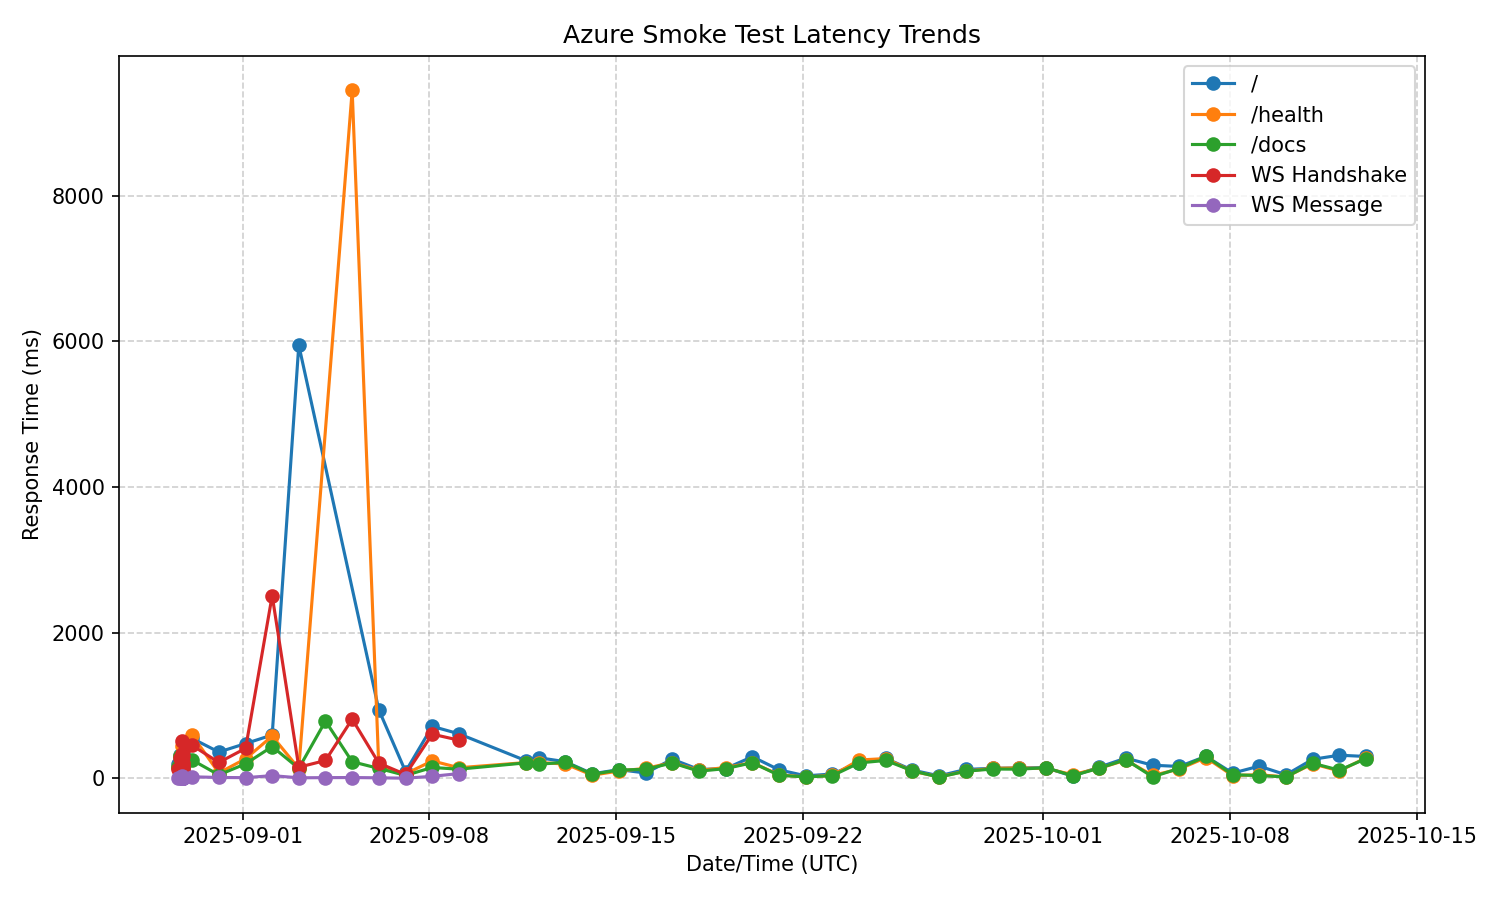 Azure Smoke Test Latency Trends
/
/health
/docs
WS Handshake
WS Message
Response Time (ms)
8000
6000
4000
2000
0
2025-09-01
2025-09-08
2025-09-15
2025-09-22
2025-10-01
2025-10-08
2025-10-15
Date/Time (UTC)